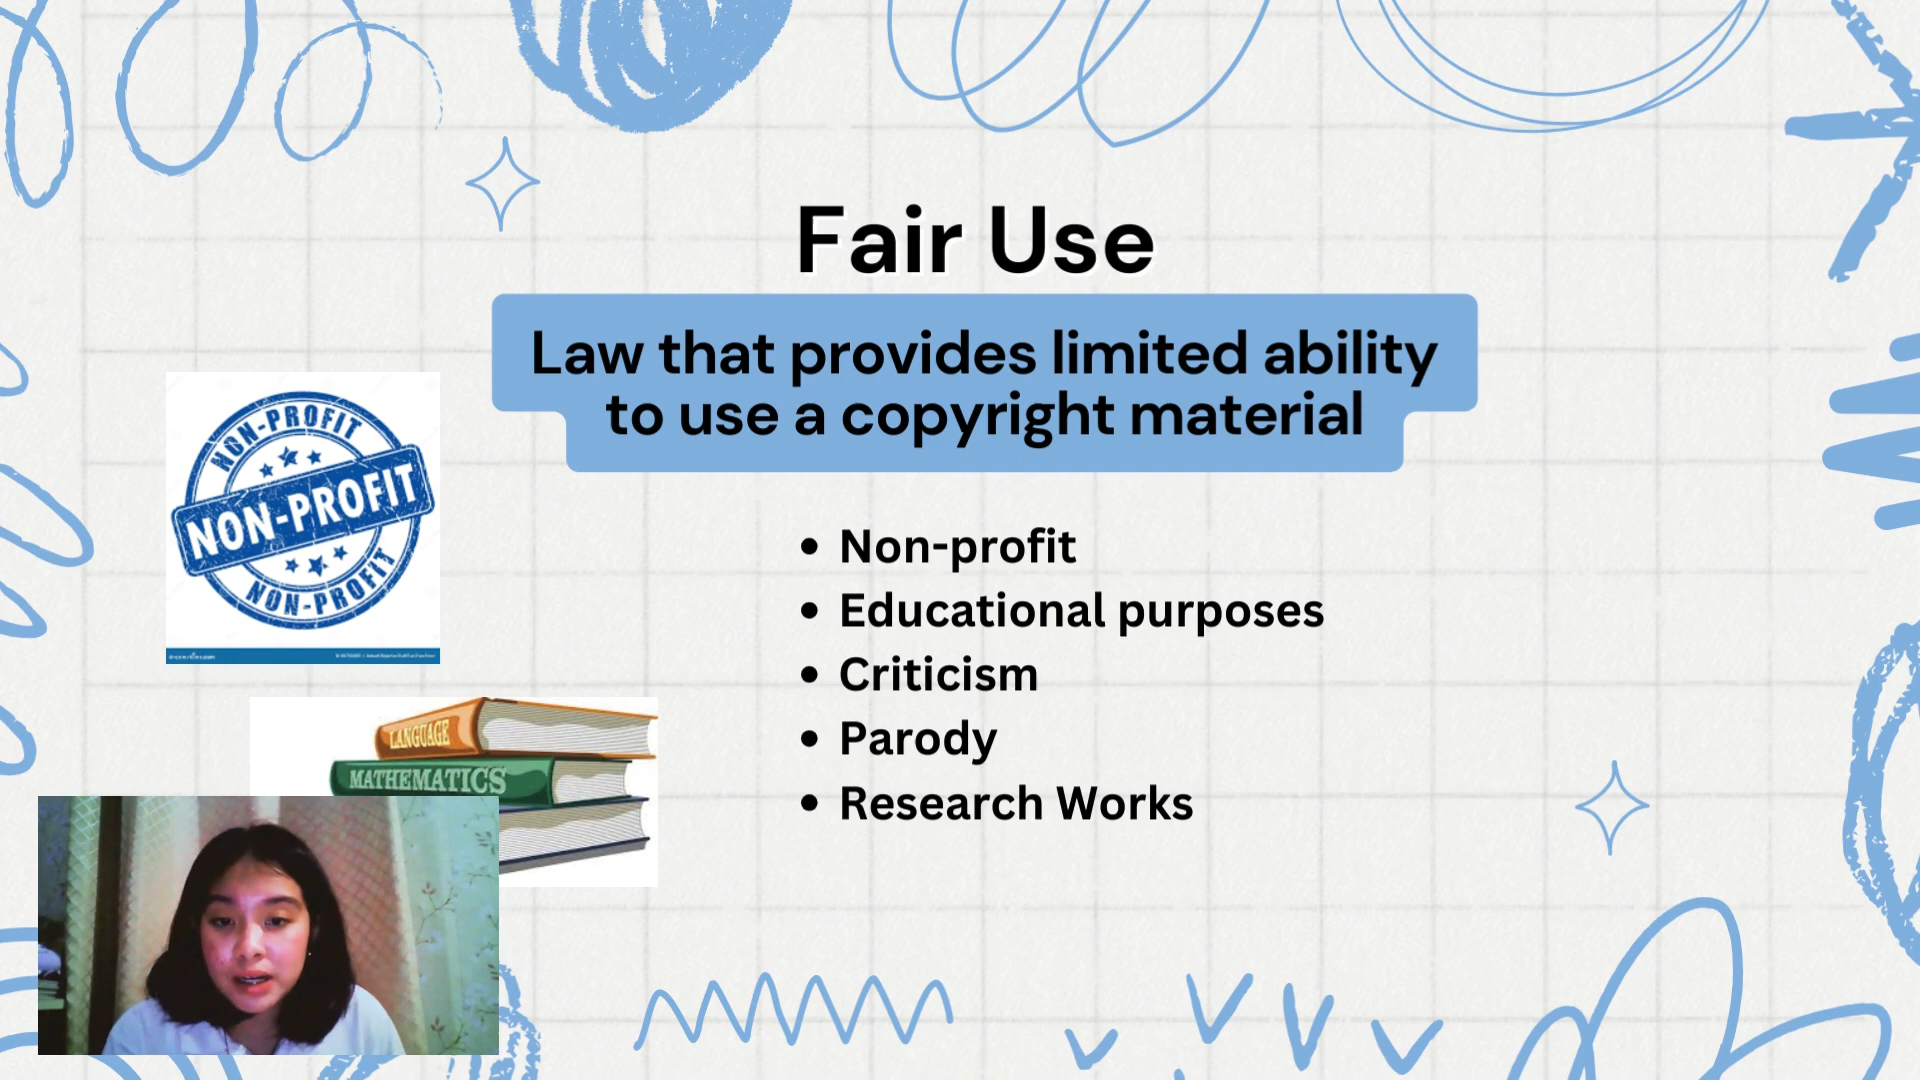 Fair Use
Law that provides limited ability
to use a copyright material
NON-PROFIT
NON-PROFIT
NON-PROFIT
• Non-profit
• Educational purposes
• Criticism
• Parody
• Research Works
LANGUAGE
MATHEMATICS